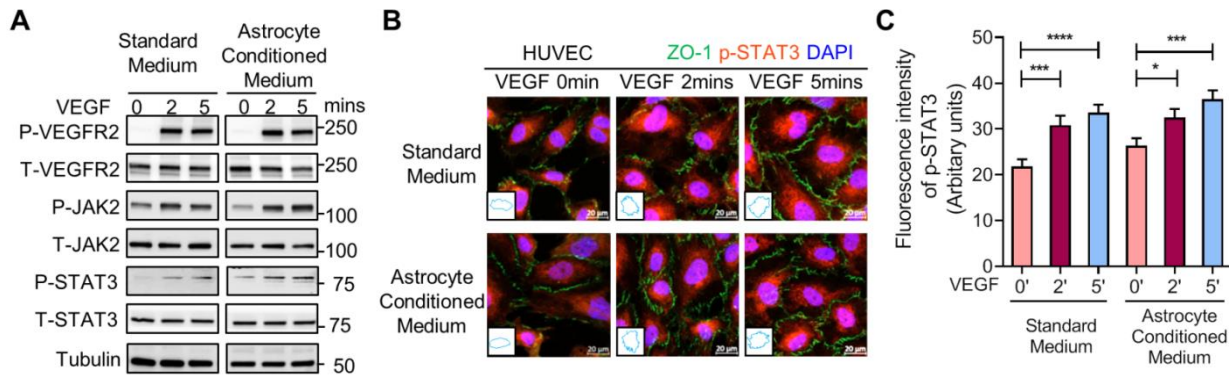 A
Standard
Medium
Astrocyte
Conditioned
Medium
VEGF 0 2 5 0 2 5 mins
P-VEGFR2 250
T-VEGFR2 250
P-JAK2 100
T-JAK2 100
P-STAT3 75
T-STAT3 75
Tubulin 50
B
HUVEC ZO-1 p-STAT3 DAPI
VEGF 0min VEGF 2mins VEGF 5mins
Standard
Medium
20 μm 20 μm 20 μm
Astrocyte
Conditioned
Medium
20 μm 20 μm 20 μm
C
Fluorescence intensity
of p-STAT3
(Arbitary units)
50
40
30
20
10
0
**** ***
*** *
VEGF 0' 2' 5' 0' 2' 5'
Standard
Medium
Astrocyte
Conditioned
Medium